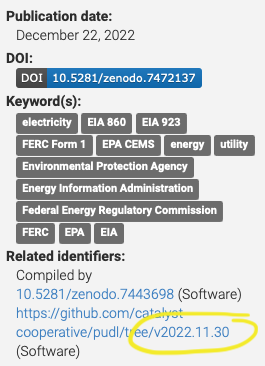 Publication date:
December 22, 2022
DOI:
DOI 10.5281/zenodo.7472137
Keyword(s):
electricity EIA 860 EIA 923
FERC Form 1 EPA CEMS energy utility
Environmental Protection Agency
Energy Information Administration
Federal Energy Regulatory Commission
FERC EPA EIA
Related identifiers:
Compiled by
10.5281/zenodo.7443698 (Software)
https://github.com/catalyst-
cooperative/pudl/tree/v2022.11.30
(Software)